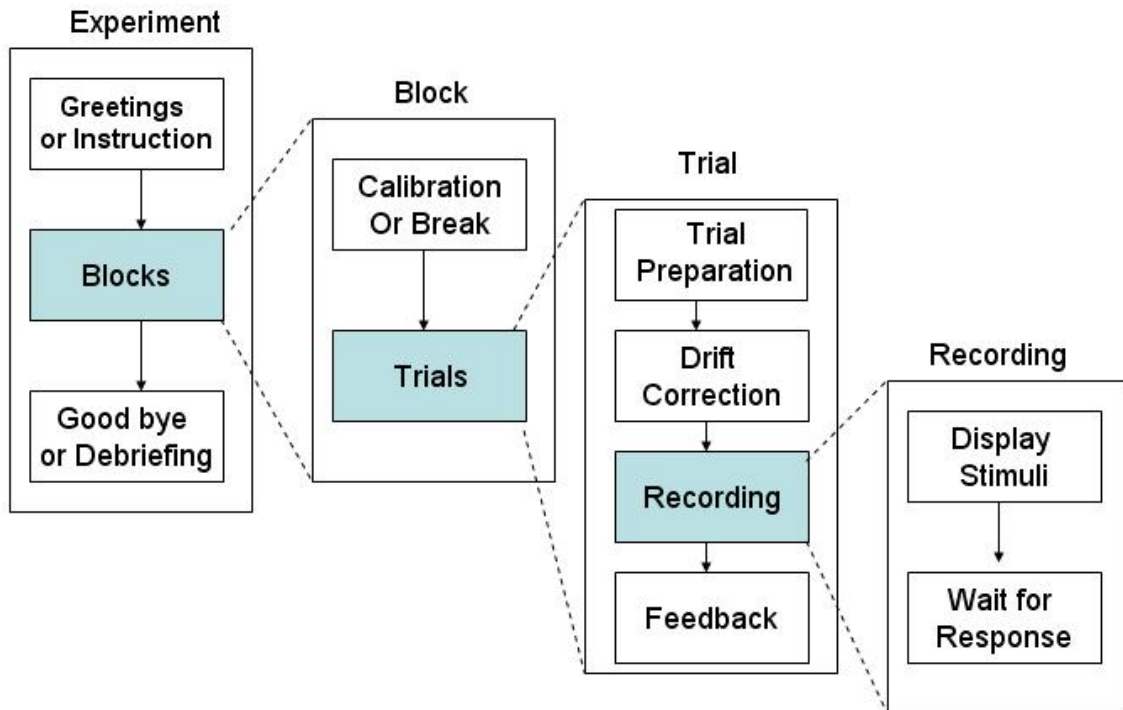 Experiment
Greetings
or Instruction
Blocks
Good bye
or Debriefing
Block
Calibration
Or Break
Trials
Trial
Trial
Preparation
Drift
Correction
Recording
Feedback
Recording
Display
Stimuli
Wait for
Response